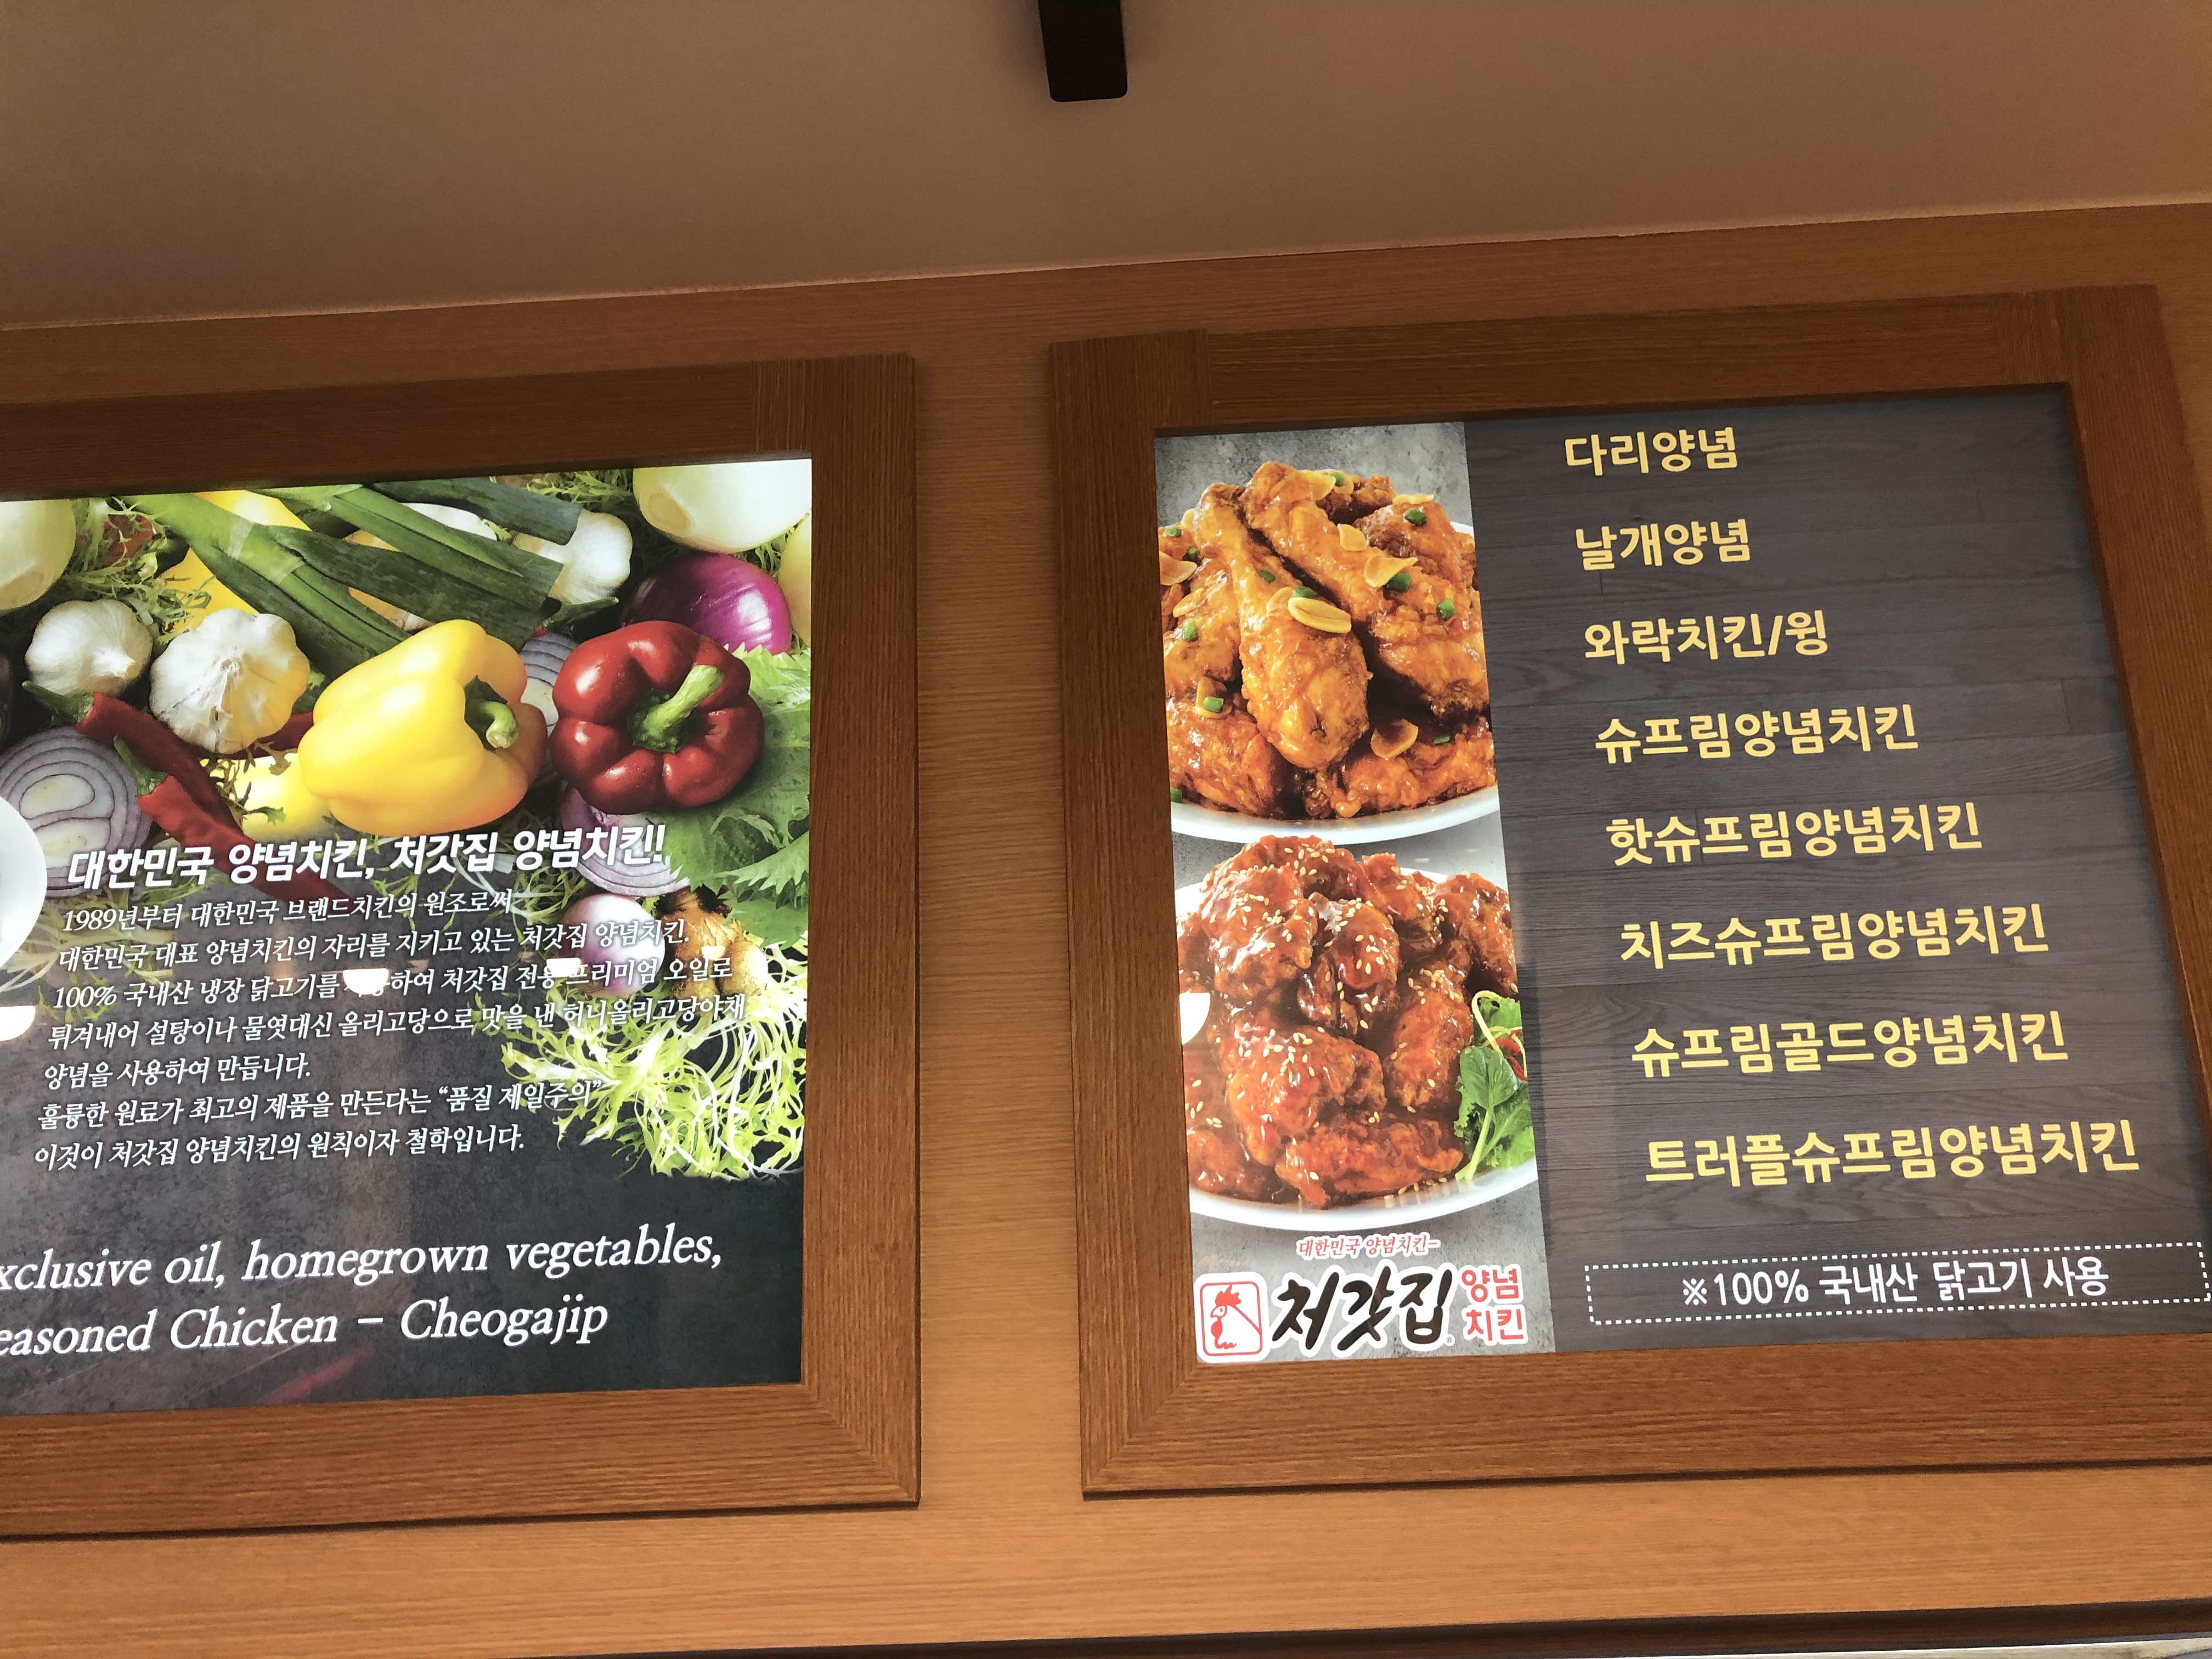 대한민국 양념치킨, 처갓집 양념치킨!
1989년부터 대한민국 브랜드치킨의 원조로써
대한민국 대표 양념치킨의 자리를 지키고 있는 처갓집 양념치킨.
100% 국내산 냉장 닭고기를 하여 처갓집 전용 프리미엄 오일로
튀겨내어 설탕이나 물엿대신 올리고당으로 맛을 낸 허니올리고당야채
양념을 사용하여 만듭니다.
훌륭한 원료가 최고의 제품을 만든다는 “품질 제일주의”
이것이 처갓집 양념치킨의 원칙이자 철학입니다.
xclusive oil, homegrown vegetables,
easoned Chicken – Cheogajip
다리양념
날개양념
와락치킨/윙
슈프림양념치킨
핫슈프림양념치킨
치즈슈프림양념치킨
슈프림골드양념치킨
트러플슈프림양념치킨
※100% 국내산 닭고기 사용
대한민국 양념치킨
처갓집 양념
치킨